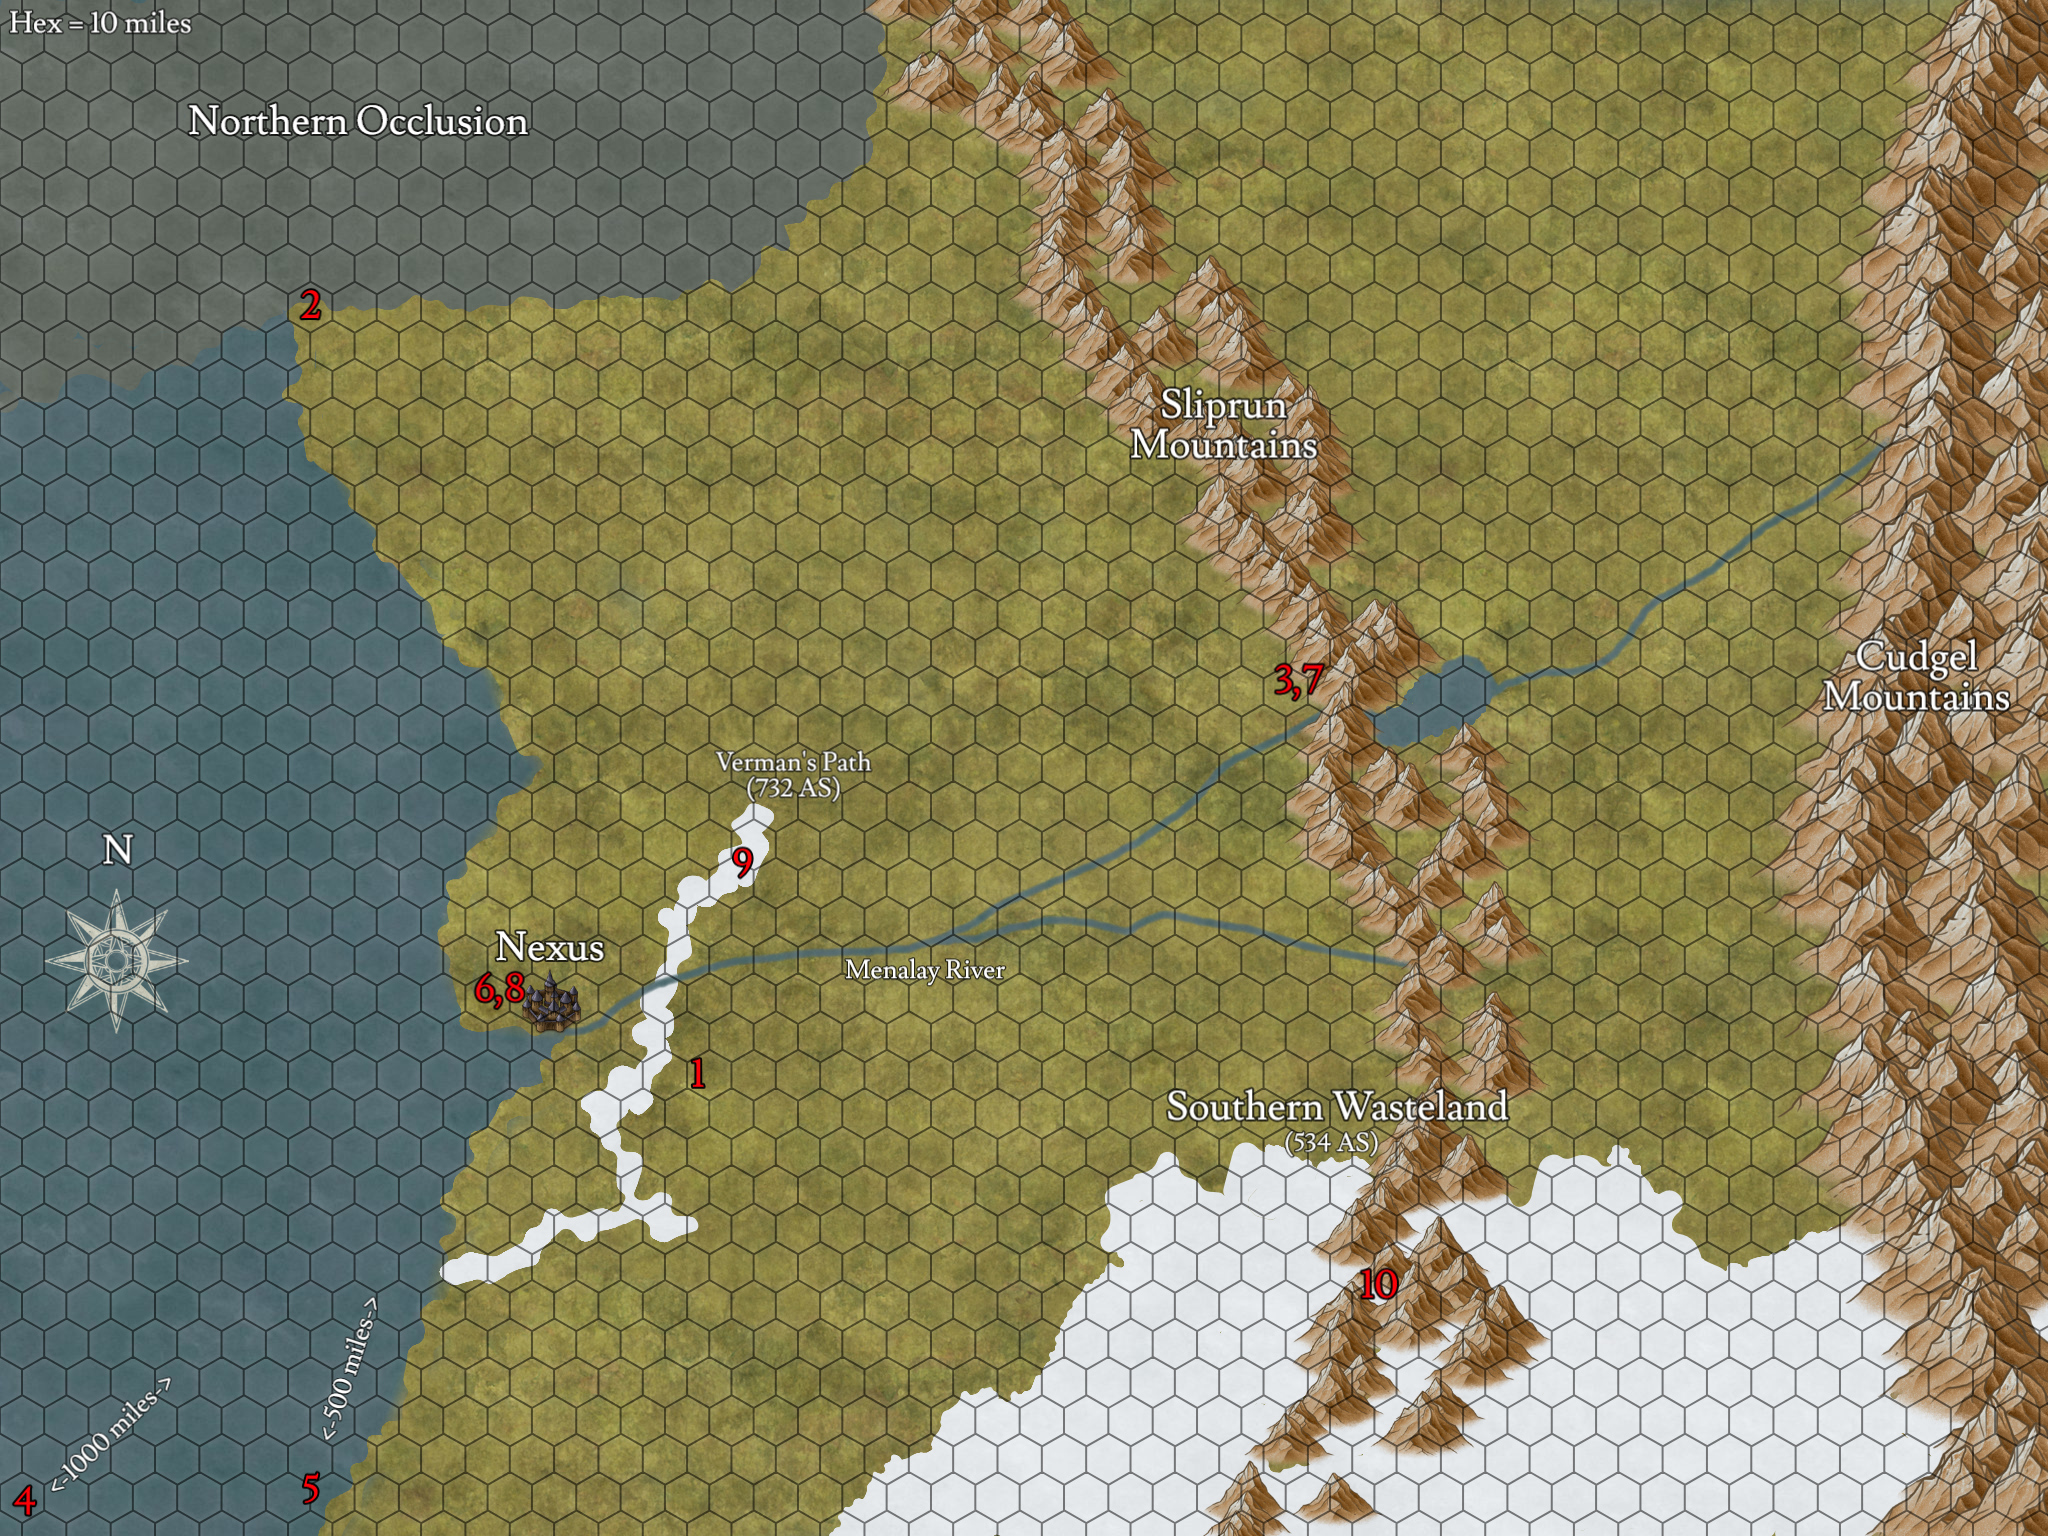 Hex = 10 miles
Northern Occlusion
2
Sliprun
Mountains
3,7
Cudgel
Mountains
Verman's Path
(732 AS)
N
9
Nexus
6,8
Menalay River
1
Southern Wasteland
(534 AS)
10
<-500 miles->
<-1000 miles->
5
4